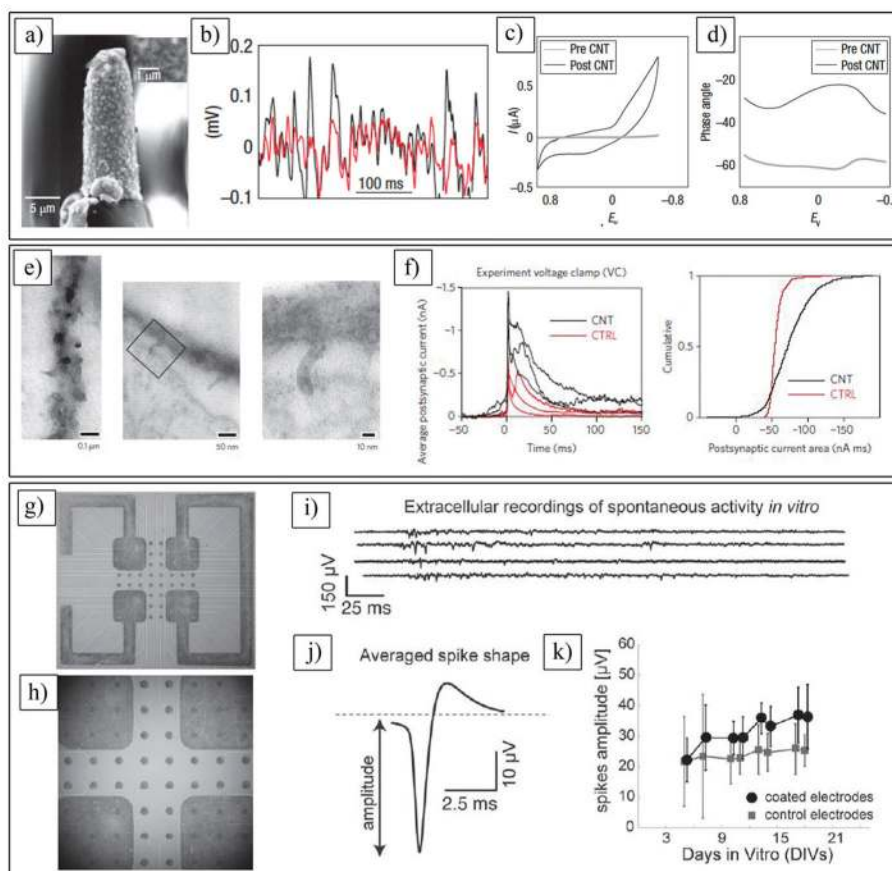 a)
1 μm
5 μm
b)
(mV)
0.2
0.1
0
-0.1
100 ms
c)
Pre CNT
Post CNT
I(μA)
0.5
0
-0.5
0.8 0 -0.8
d)
Pre CNT
Post CNT
Phase angle
-20
-40
-60
0.8 0
e)
0.1 μm
50 nm
10 nm
f)
Experiment voltage clamp (VC)
Average postsynaptic current (nA)
-1.5
-1
-0.5
0
CNT
CTRL
-50 0 50 100 150
Time (ms)
Cumulative
1
0.5
0
CNT
CTRL
0 -50 -100 -150
Postsynaptic current area (nA ms)
g)
h)
i)
Extracellular recordings of spontaneous activity in vitro
150 μV
25 ms
j)
Averaged spike shape
amplitude
10 μV
2.5 ms
k)
spikes amplitude [μV]
60
50
40
30
20
10
0
coated electrodes
control electrodes
3 9 15 21
Days in Vitro (DIVs)